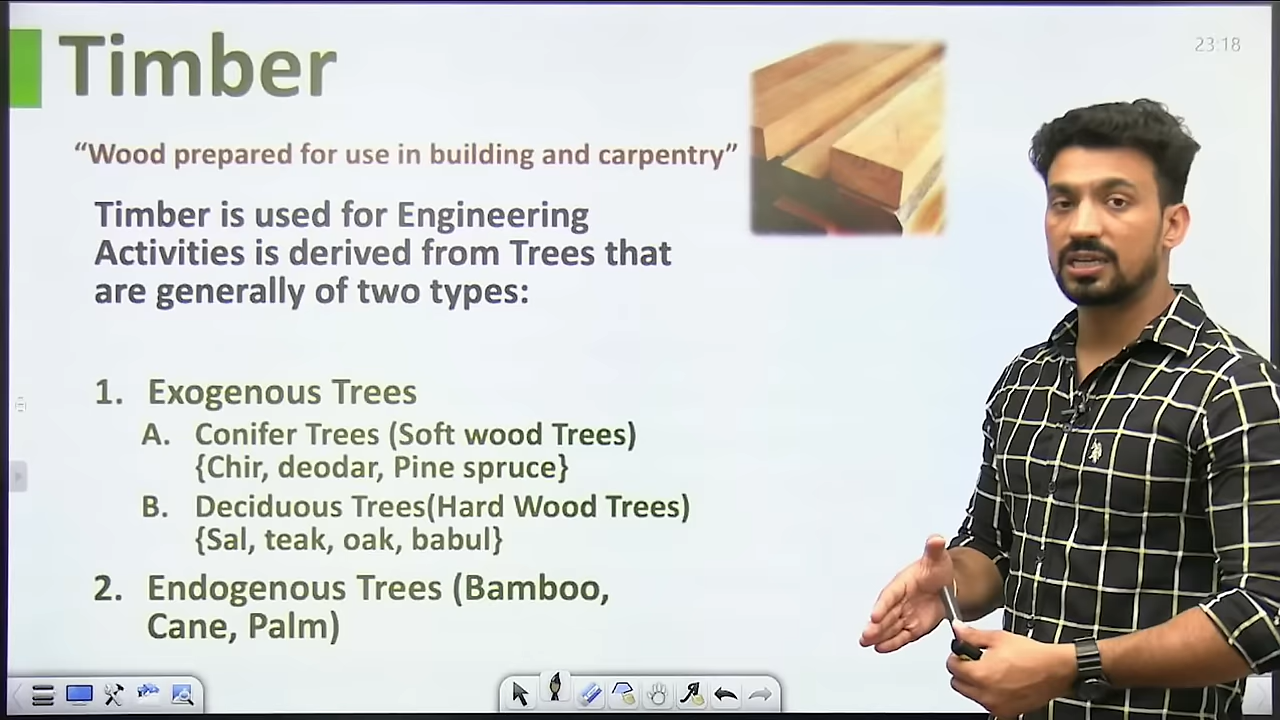 Timber
23:18
“Wood prepared for use in building and carpentry”
Timber is used for Engineering
Activities is derived from Trees that
are generally of two types:
1. Exogenous Trees
A. Conifer Trees (Soft wood Trees)
{Chir, deodar, Pine spruce}
B. Deciduous Trees(Hard Wood Trees)
{Sal, teak, oak, babul}
2. Endogenous Trees (Bamboo,
Cane, Palm)